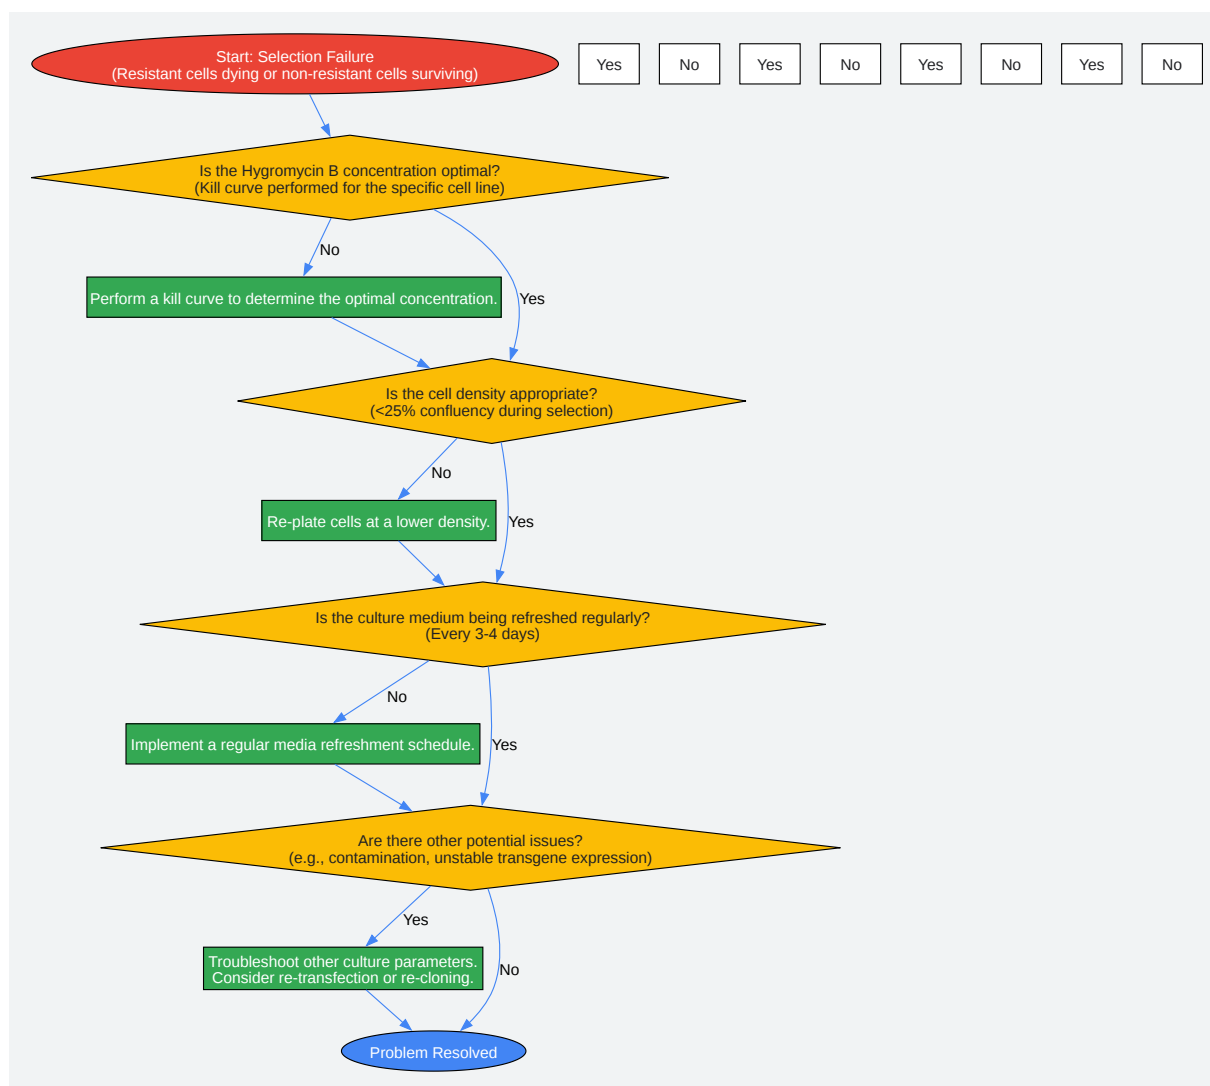 Start: Selection Failure
(Resistant cells dying or non-resistant cells surviving)
Yes
No
Yes
No
Yes
No
Yes
No
Is the Hygromycin B concentration optimal?
(Kill curve performed for the specific cell line)
No
Perform a kill curve to determine the optimal concentration.
Yes
Is the cell density appropriate?
(<25% confluency during selection)
No
Re-plate cells at a lower density.
Yes
Is the culture medium being refreshed regularly?
(Every 3-4 days)
No
Implement a regular media refreshment schedule.
Yes
Are there other potential issues?
(e.g., contamination, unstable transgene expression)
Yes
Troubleshoot other culture parameters.
Consider re-transfection or re-cloning.
No
Problem Resolved